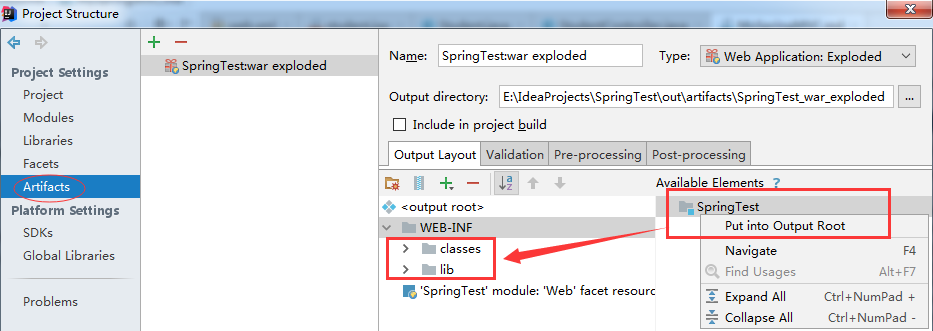 Project Structure
Project Settings
Project
Modules
Libraries
Facets
Artifacts
Platform Settings
SDKs
Global Libraries
Problems
SpringTest:war exploded
Name: SpringTest:war exploded Type: Web Application: Exploded
Output directory: E:\IdeaProjects\SpringTest\out\artifacts\SpringTest_war_exploded ...
Include in project build
Output Layout Validation Pre-processing Post-processing
<output root>
WEB-INF
classes
lib
'SpringTest' module: 'Web' facet resourc
Available Elements ?
SpringTest
Put into Output Root
Navigate F4
Find Usages Alt+F7
Expand All Ctrl+NumPad +
Collapse All Ctrl+NumPad -